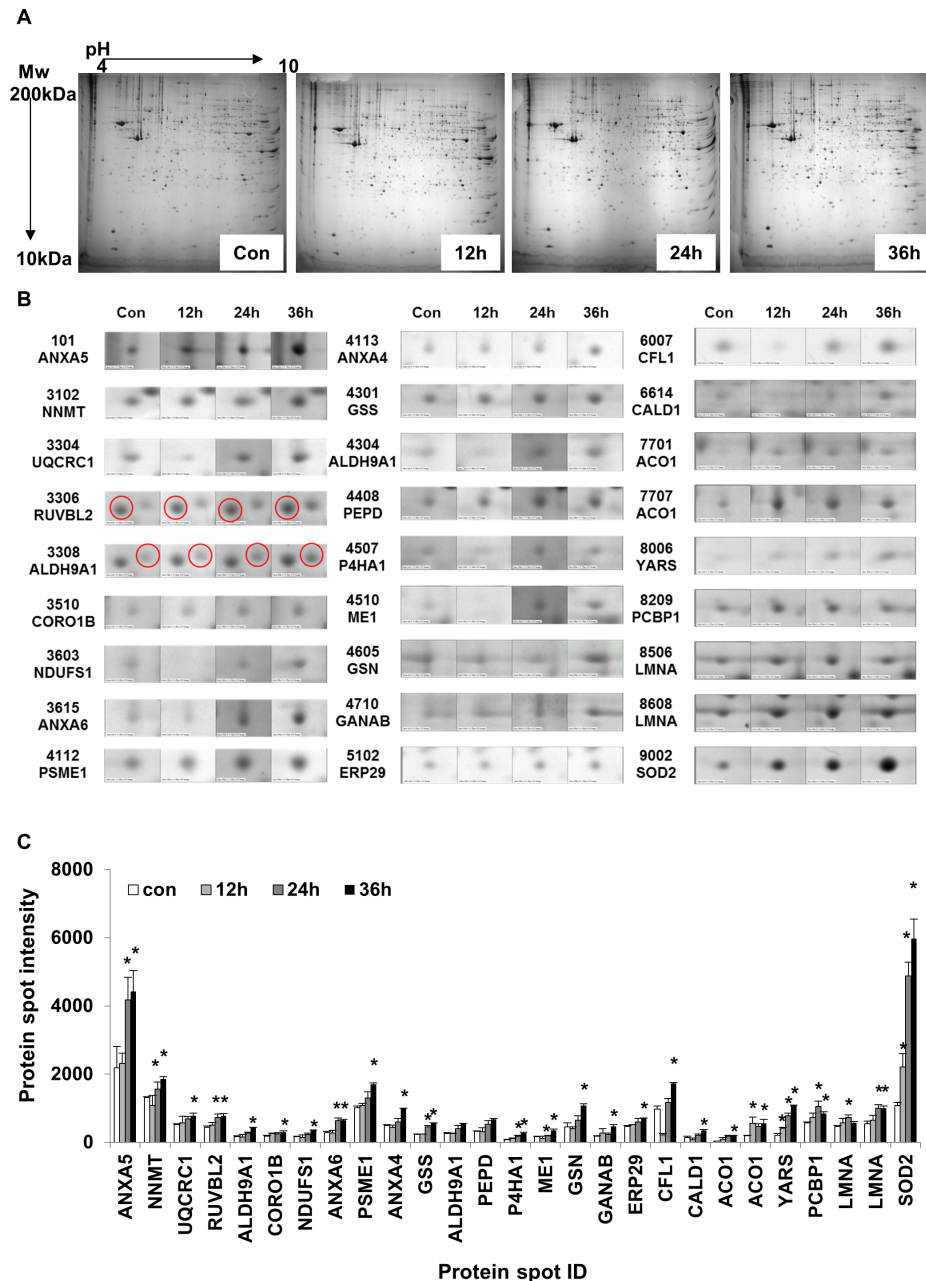 A
pH
4
10
Mw
200kDa
10kDa
Con
12h
24h
36h
B
Con 12h 24h 36h
101
ANXA5
3102
NNMT
3304
UQCRC1
3306
RUVBL2
3308
ALDH9A1
3510
CORO1B
3603
NDUFS1
3615
ANXA6
4112
PSME1
Con 12h 24h 36h
4113
ANXA4
4301
GSS
4304
ALDH9A1
4408
PEPD
4507
P4HA1
4510
ME1
4605
GSN
4710
GANAB
5102
ERP29
Con 12h 24h 36h
6007
CFL1
6614
CALD1
7701
ACO1
7707
ACO1
8006
YARS
8209
PCBP1
8506
LMNA
8608
LMNA
9002
SOD2
C
Protein spot intensity
8000
6000
4000
2000
0
con 12h 24h 36h
* * * * * * * * * * * * * * * * * * * * * * * * * * * * * * * * * * * * * * * *
ANXA5
NNMT
UQCRC1
RUVBL2
ALDH9A1
CORO1B
NDUFS1
ANXA6
PSME1
ANXA4
GSS
ALDH9A1
PEPD
P4HA1
ME1
GSN
GANAB
ERP29
CFL1
CALD1
ACO1
ACO1
YARS
PCBP1
LMNA
LMNA
SOD2
Protein spot ID